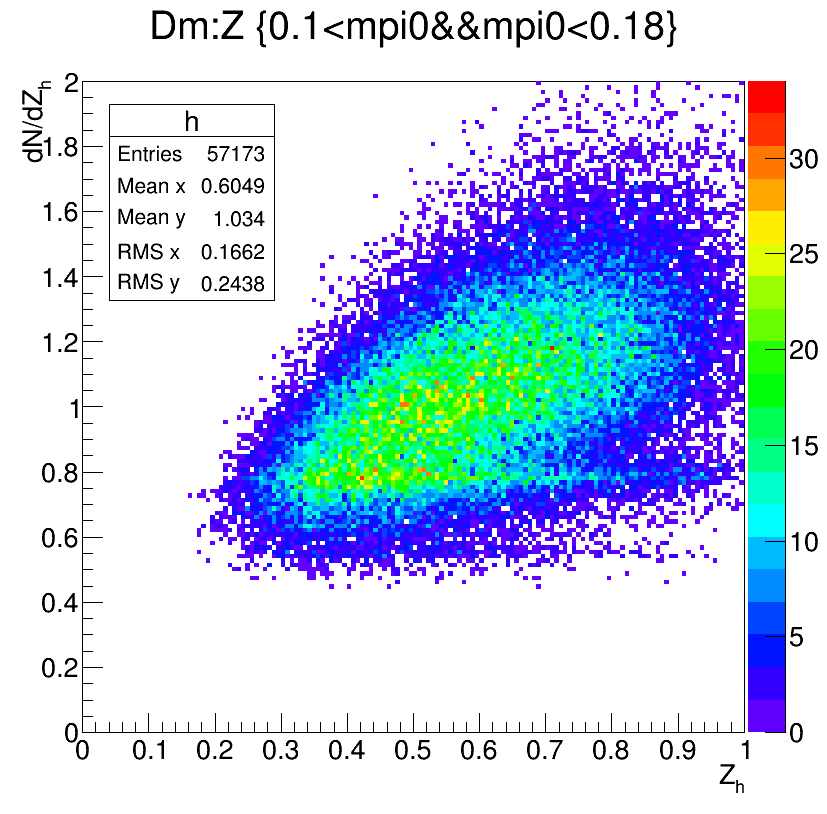 Dm:Z {0.1<mpi0&&mpi0<0.18}
dN/dZh
h
Entries 57173
Mean x 0.6049
Mean y 1.034
RMS x 0.1662
RMS y 0.2438
2
1.8
1.6
1.4
1.2
1
0.8
0.6
0.4
0.2
0
0 0.1 0.2 0.3 0.4 0.5 0.6 0.7 0.8 0.9 1
Zh
30
25
20
15
10
5
0